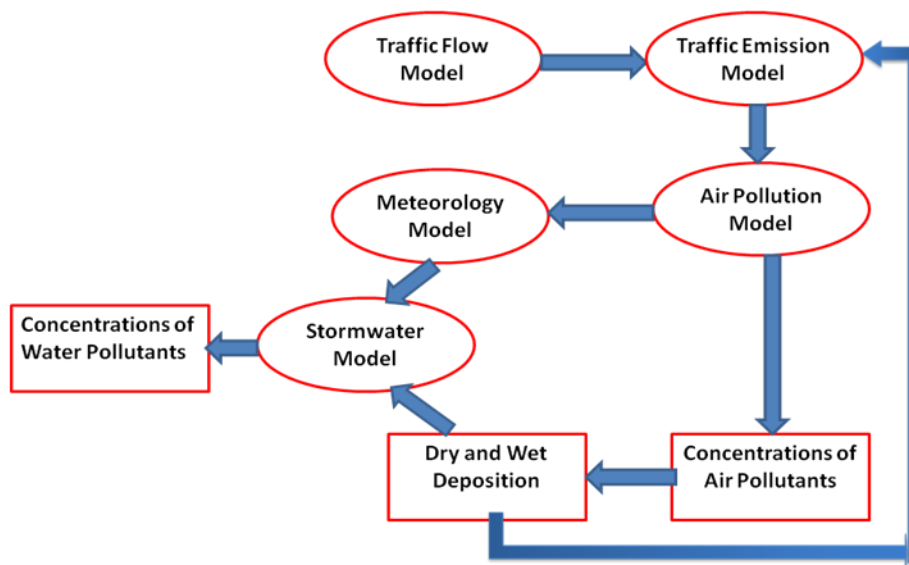 Traffic Flow
Model
Traffic Emission
Model
Meteorology
Model
Air Pollution
Model
Concentrations of
Water Pollutants
Stormwater
Model
Dry and Wet
Deposition
Concentrations of
Air Pollutants